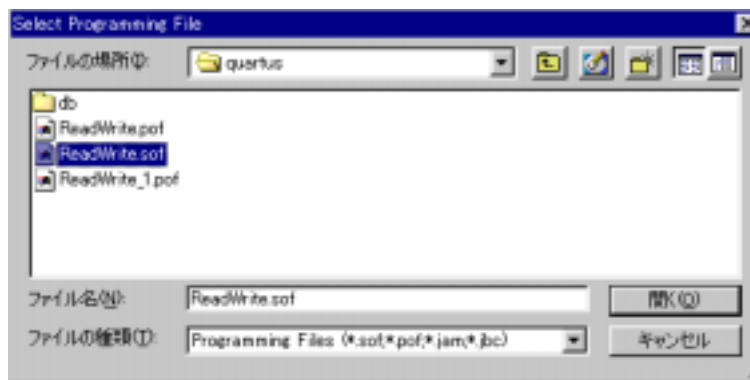 Select Programming File
ファイルの場所(I): quartus
db
ReadWrite.pof
ReadWrite.sof
ReadWrite_1.pof
ファイル名(N): ReadWrite.sof 開く(O)
ファイルの種類(T): Programming Files (*.sof;*.pof;*.jam;*.jbc) キャンセル